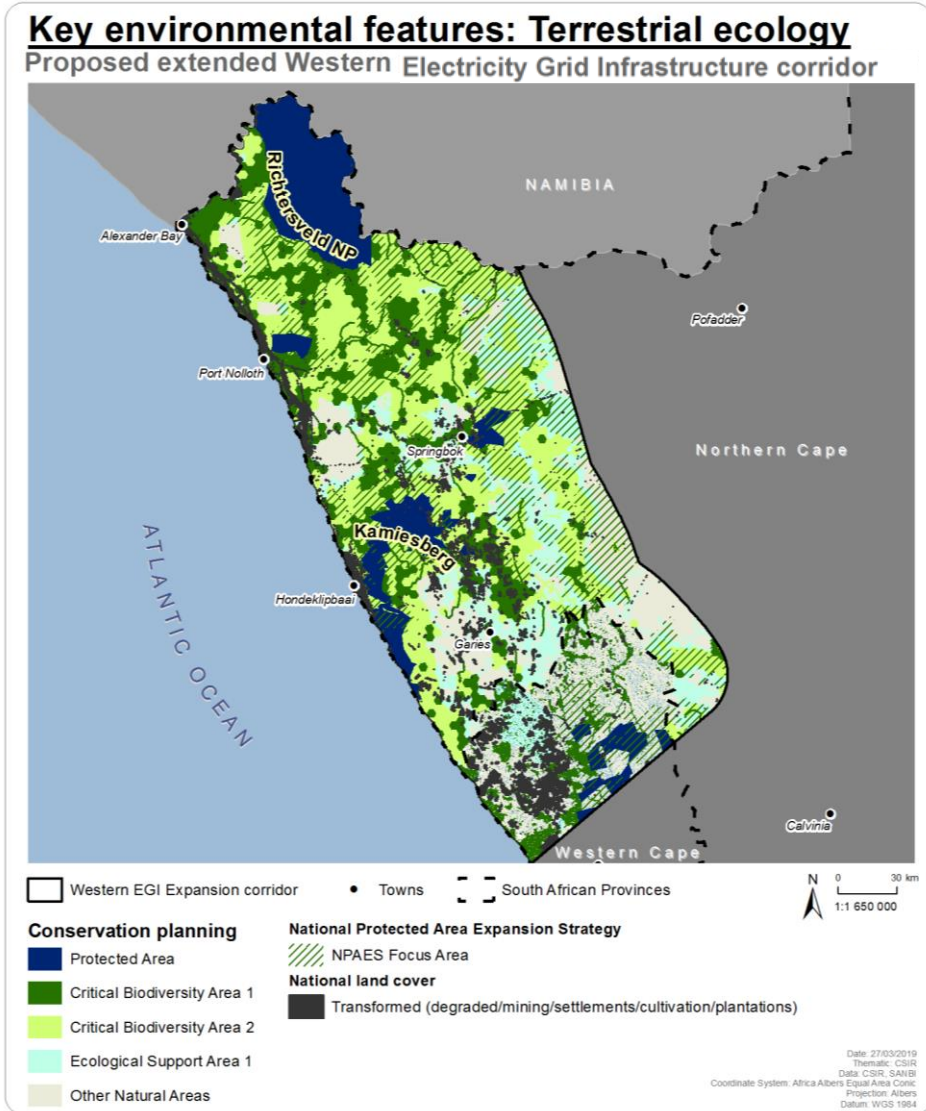 Key environmental features: Terrestrial ecology
Proposed extended Western Electricity Grid Infrastructure corridor
NAMIBIA
Richtersveld NP
Alexander Bay
Pofadder
Port Nolloth
Northern Cape
Springbok
Kamiesberg
ATLANTIC OCEAN
Hondeklipbaai
Garies
Calvinia
Western Cape
Western EGI Expansion corridor
Towns
South African Provinces
N
0 30 km
1:1 650 000
Conservation planning
Protected Area
Critical Biodiversity Area 1
Critical Biodiversity Area 2
Ecological Support Area 1
Other Natural Areas
National Protected Area Expansion Strategy
NPAES Focus Area
National land cover
Transformed (degraded/mining/settlements/cultivation/plantations)
Date: 27/03/2019
Thematic: CSIR
Data: CSIR, SANBI
Coordinate System: Africa Albers Equal Area Conic
Projection: Albers
Datum: WGS 1984